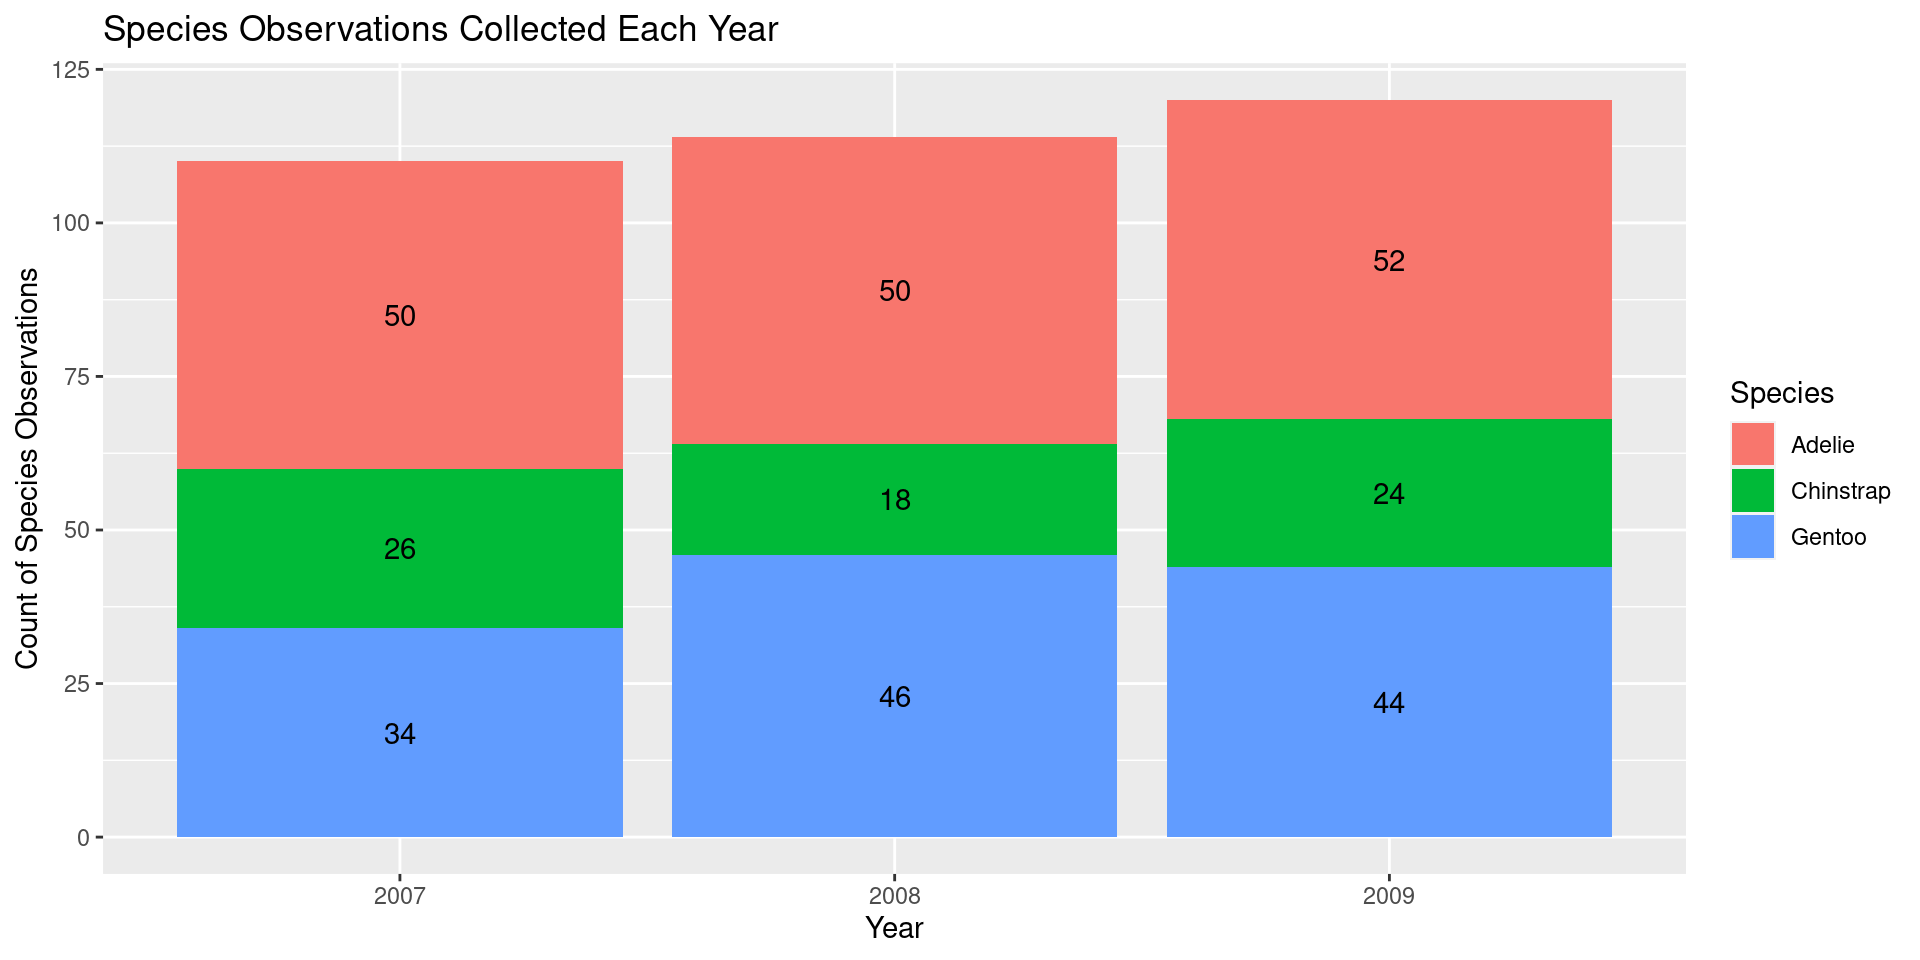 Species Observations Collected Each Year
125
100
75
50
25
0
Count of Species Observations
50
26
34
50
18
46
52
24
44
2007
2008
2009
Year
Species
Adelie
Chinstrap
Gentoo